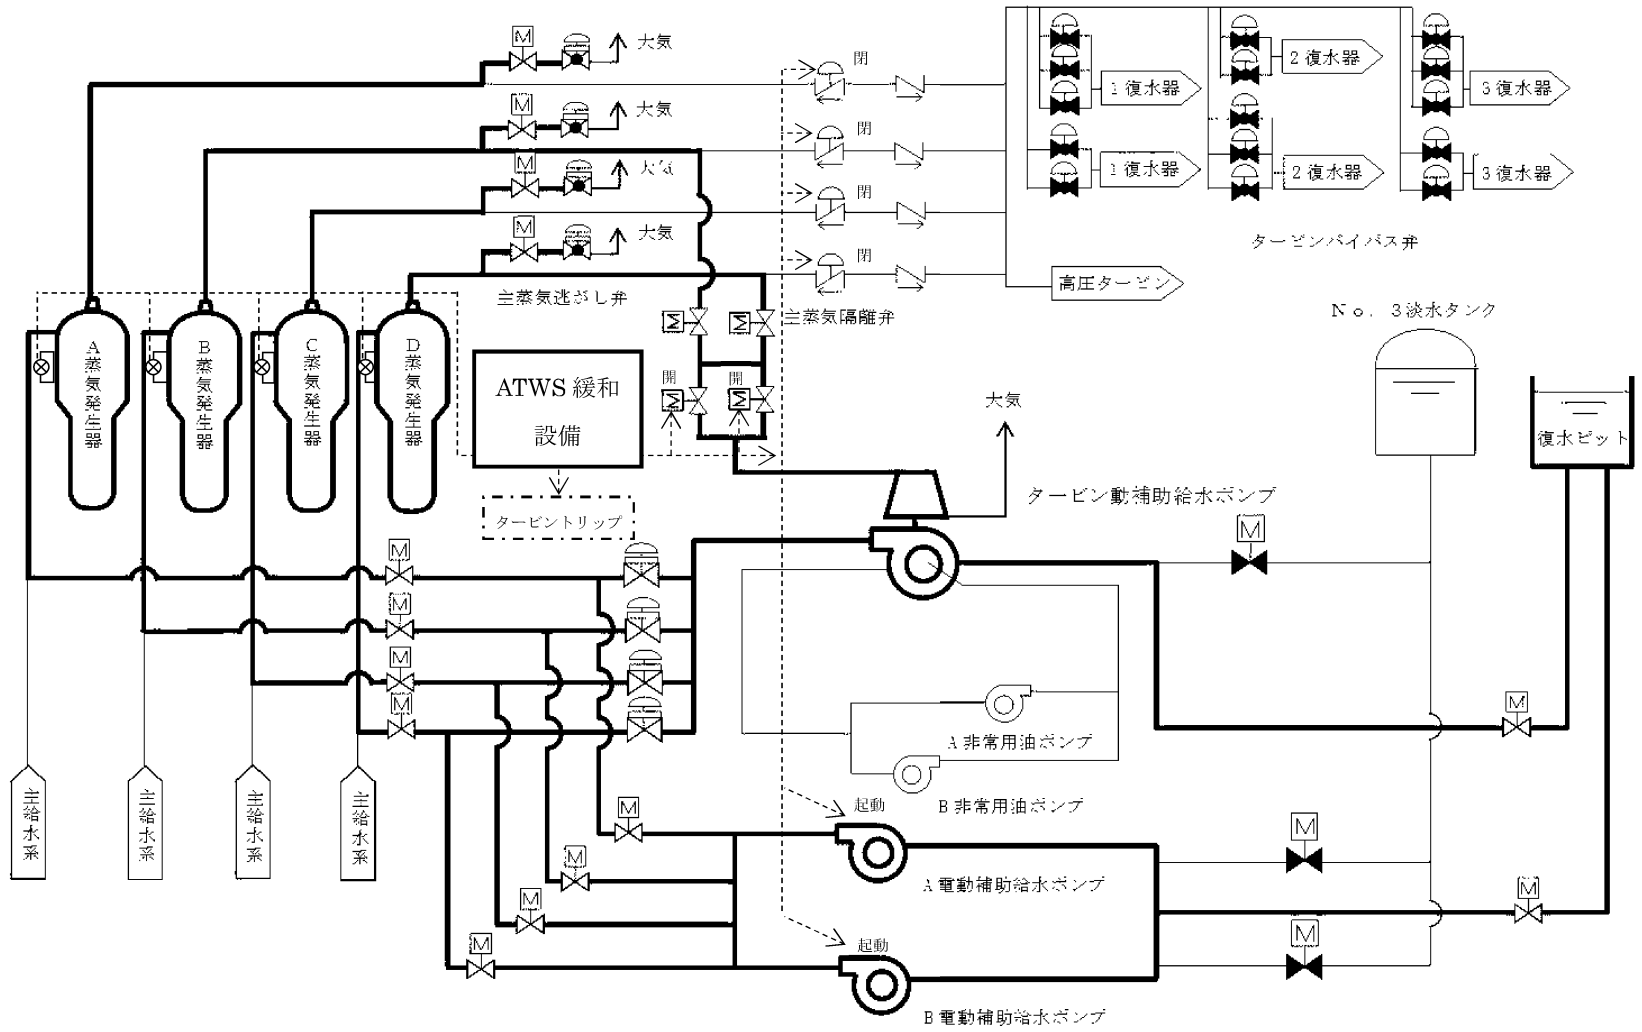 M
大気
閉
1復水器
2復水器
3復水器
M
大気
閉
M
大気
閉
1復水器
2復水器
3復水器
M
大気
閉
タービンバイパス弁
主蒸気逃がし弁
高圧タービン
主蒸気隔離弁
No.3淡水タンク
M
M
A蒸気発生器
B蒸気発生器
C蒸気発生器
D蒸気発生器
ATWS緩和
設備
開
開
M
M
大気
復水ピット
タービントリップ
タービン動補助給水ポンプ
M
M
M
M
M
M
A非常用油ポンプ
B非常用油ポンプ
主給水系
主給水系
主給水系
主給水系
起動
M
M
A電動補助給水ポンプ
M
M
M
起動
M
M
B電動補助給水ポンプ